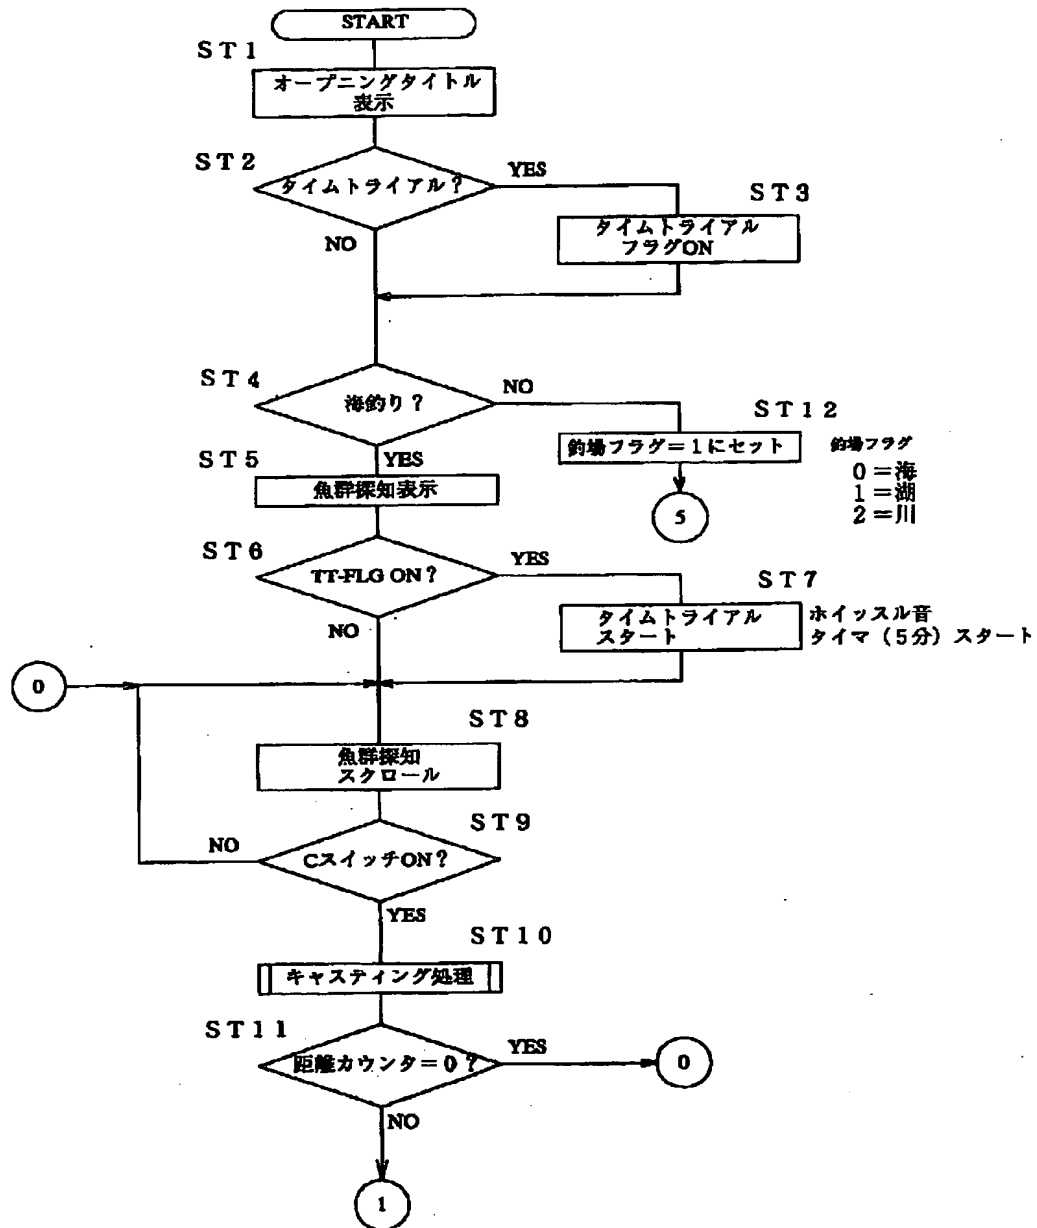 START
ST1
オープニングタイトル
表示
ST2
タイムトライアル?
YES
NO
ST3
タイムトライアル
フラグON
ST4
海釣り?
NO
YES
ST12
釣場フラグ=1にセット
釣場フラグ
0=海
1=湖
2=川
5
ST5
魚群探知表示
ST6
TT-FLG ON?
YES
NO
ST7
タイムトライアル
スタート
ホイッスル音
タイマ(5分)スタート
0
ST8
魚群探知
スクロール
ST9
CスイッチON?
NO
YES
ST10
キャスティング処理
ST11
距離カウンタ=0?
YES
0
NO
1